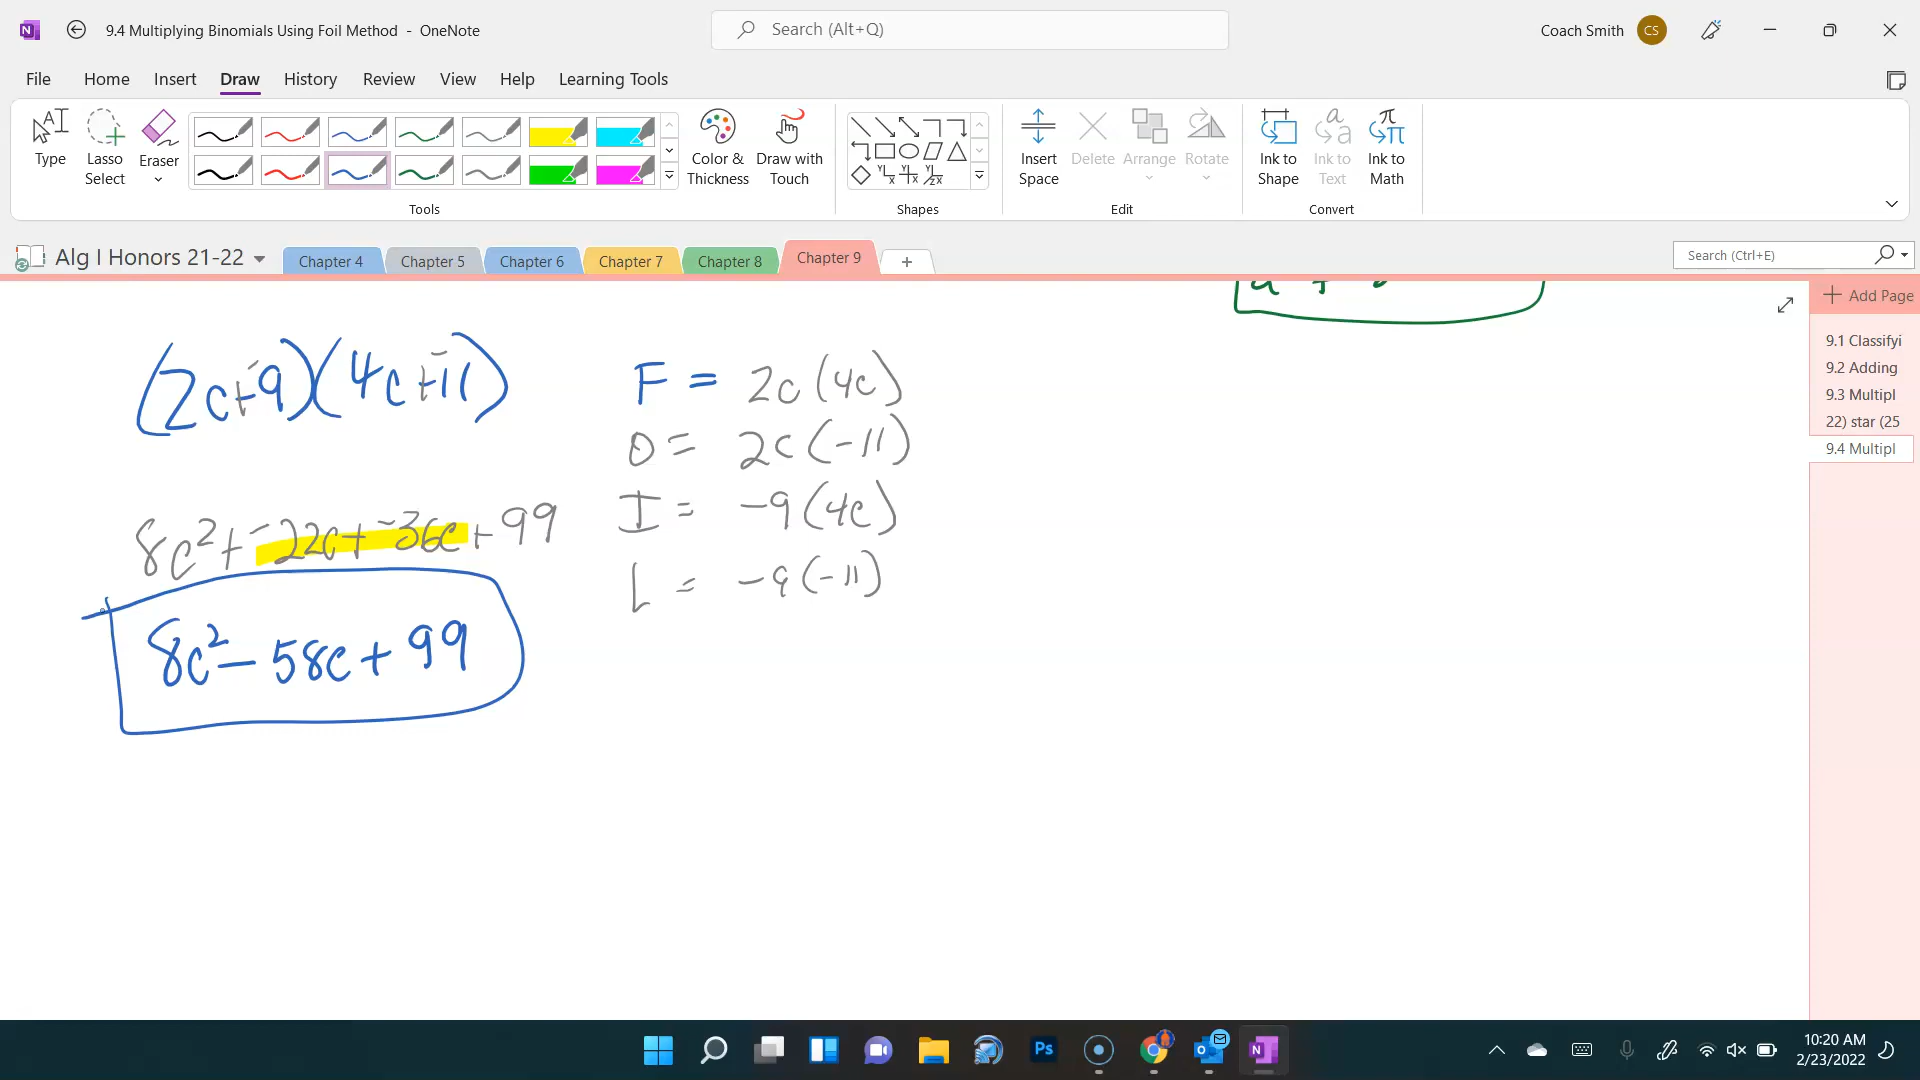 9.4 Multiplying Binomials Using Foil Method - OneNote
Search (Alt+Q)
Coach Smith CS
File Home Insert Draw History Review View Help Learning Tools
Type
Lasso Select
Eraser
Color & Thickness
Draw with Touch
Insert Space
Delete
Arrange
Rotate
Ink to Shape
Ink to Text
Ink to Math
Tools
Shapes
Edit
Convert
Alg I Honors 21-22
Chapter 4 Chapter 5 Chapter 6 Chapter 7 Chapter 8 Chapter 9 +
Search (Ctrl+E)
+ Add Page
9.1 Classifyi
9.2 Adding
9.3 Multipl
22) star (25
9.4 Multipl
(2c+-9)(4c+-11)
8c²+-22c+-36c+99
8c²-58c+99
F = 2c(4c)
O = 2c(-11)
I = -9(4c)
L = -9(-11)
Ps
10:20 AM
2/23/2022